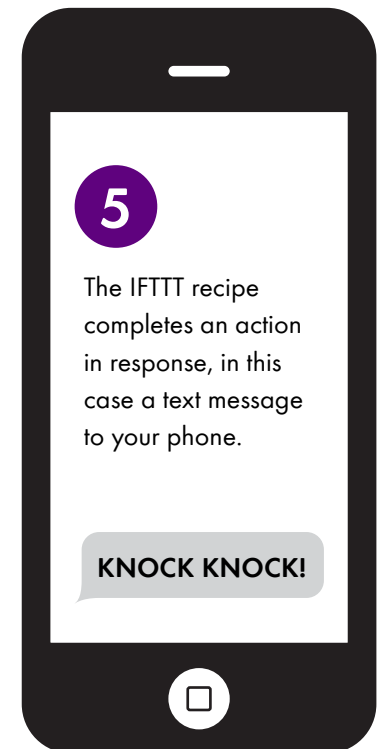 5
The IFTTT recipe
completes an action
in response, in this
case a text message
to your phone.
KNOCK KNOCK!